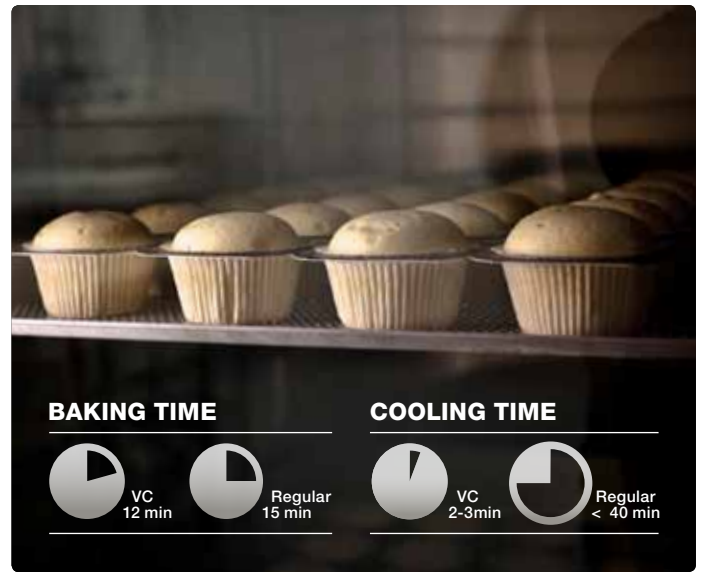 BAKING TIME
VC
12 min
Regular
15 min
COOLING TIME
VC
2-3min
Regular
< 40 min